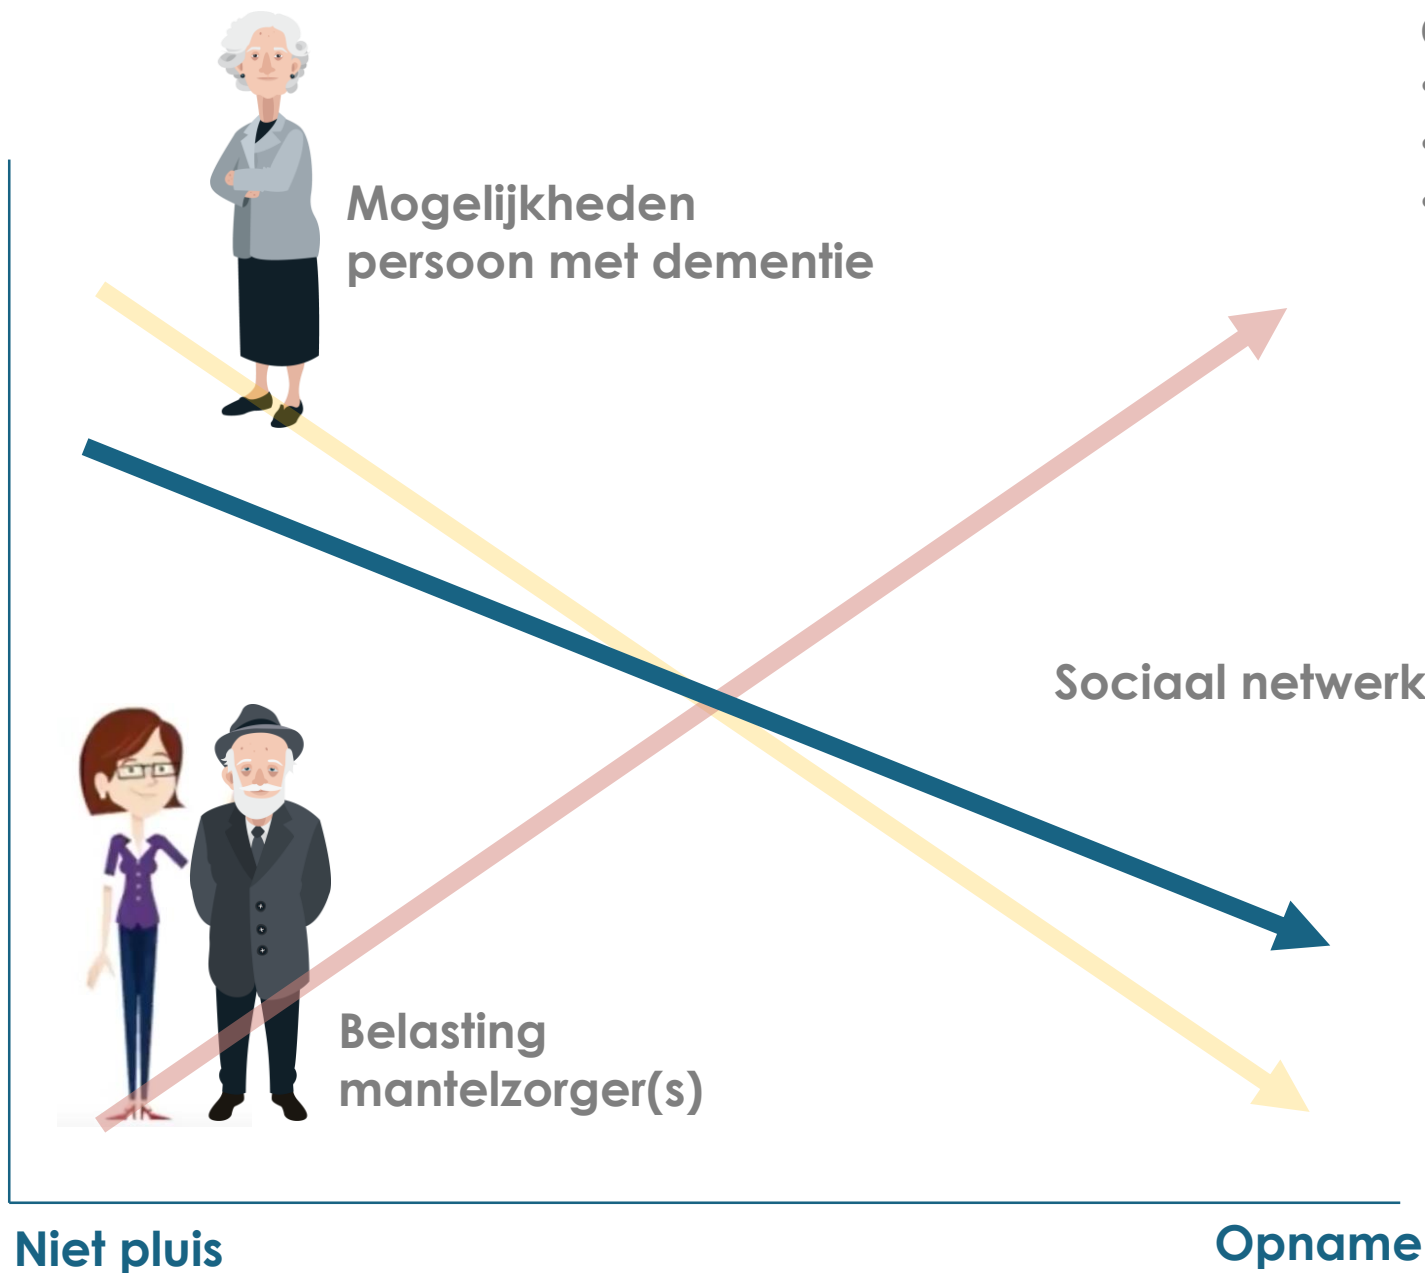 Mogelijkheden
persoon met dementie
Sociaal netwerk
Belasting
mantelzorger(s)
Niet pluis
Opname